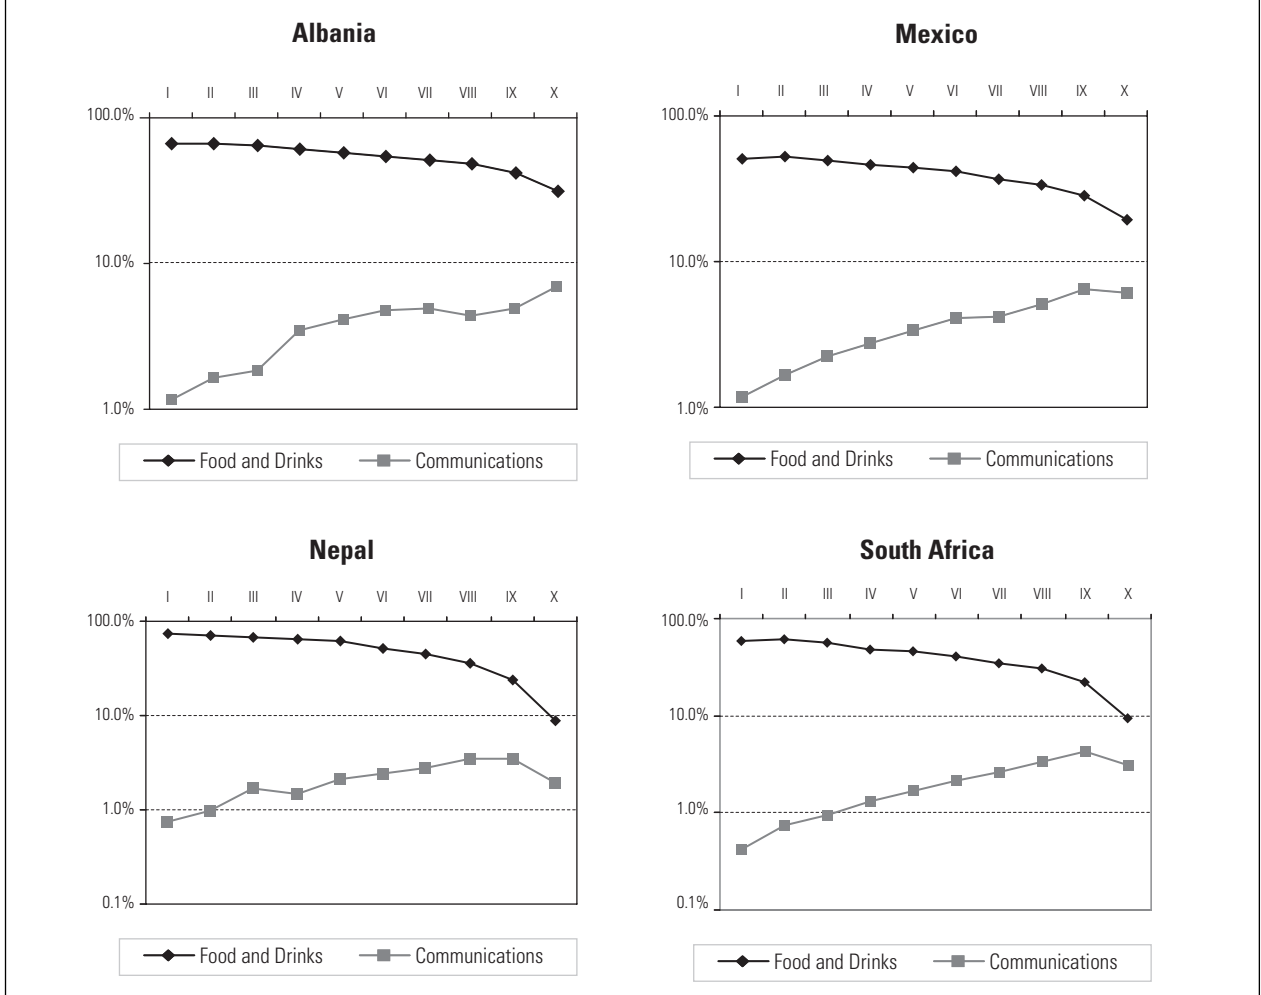 Albania
I II III IV V VI VII VIII IX X
100.0%
10.0%
1.0%
Food and Drinks Communications
Mexico
I II III IV V VI VII VIII IX X
100.0%
10.0%
1.0%
Food and Drinks Communications
Nepal
I II III IV V VI VII VIII IX X
100.0%
10.0%
1.0%
0.1%
Food and Drinks Communications
South Africa
I II III IV V VI VII VIII IX X
100.0%
10.0%
1.0%
0.1%
Food and Drinks Communications